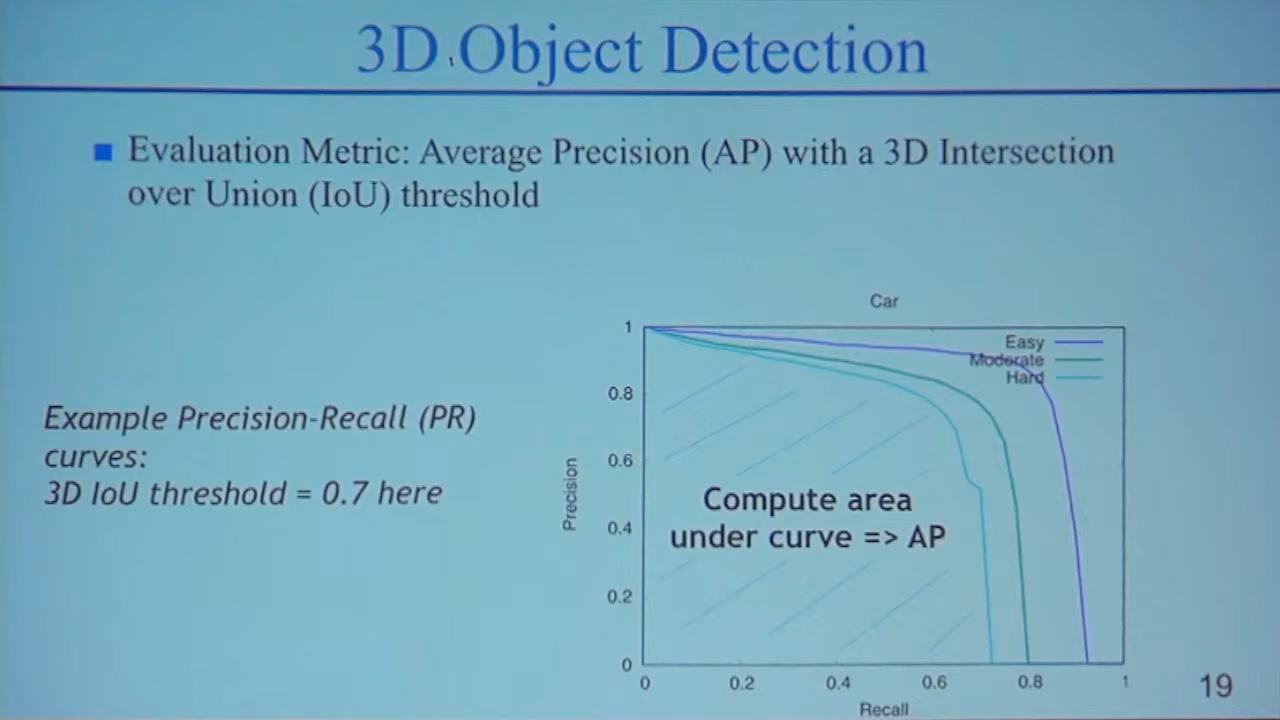 3D Object Detection
Evaluation Metric: Average Precision (AP) with a 3D Intersection
over Union (IoU) threshold
Example Precision-Recall (PR)
curves:
3D IoU threshold = 0.7 here
Car
Easy
Moderate
Hard
1
0.8
0.6
0.4
0.2
0
Precision
Compute area
under curve => AP
0
0.2
0.4
0.6
0.8
1
Recall
19